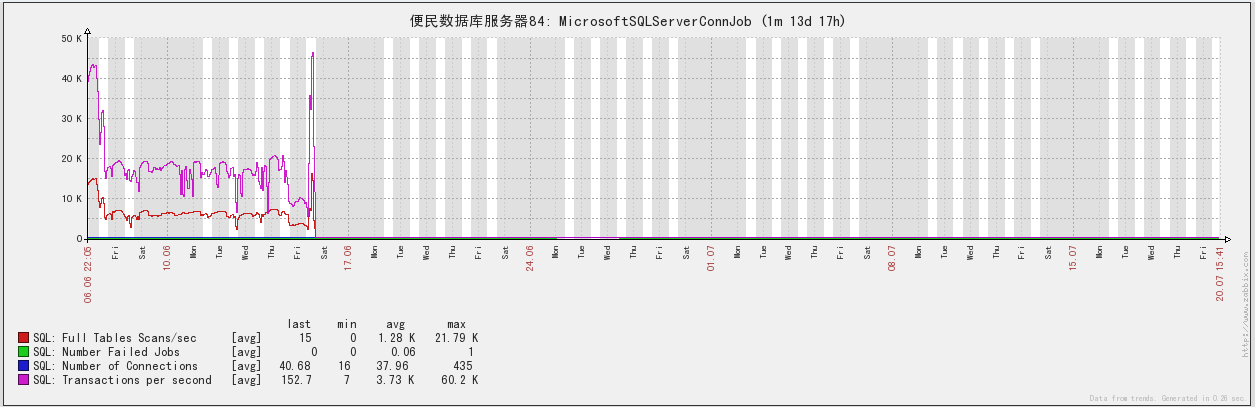 便民数据库服务器84: MicrosoftSQLServerConnJob (1m 13d 17h)
50 K
40 K
30 K
20 K
10 K
0
06.06 22:05 Fri Sat 10.06 Mon Tue Wed Thu Fri Sat 17.06 Mon Tue Wed Thu Fri Sat 24.06 Mon Tue Wed Thu Fri Sat 01.07 Mon Tue Wed Thu Fri Sat 08.07 Mon Tue Wed Thu Fri Sat 15.07 Mon Tue Wed Thu Fri 20.07 15:41
last min avg max
SQL: Full Tables Scans/sec [avg] 15 0 1.28 K 21.79 K
SQL: Number Failed Jobs [avg] 0 0 0.06 1
SQL: Number of Connections [avg] 40.68 16 37.96 435
SQL: Transactions per second [avg] 152.7 7 3.73 K 60.2 K
http://www.zabbix.com
Data from trends. Generated in 0.26 sec.